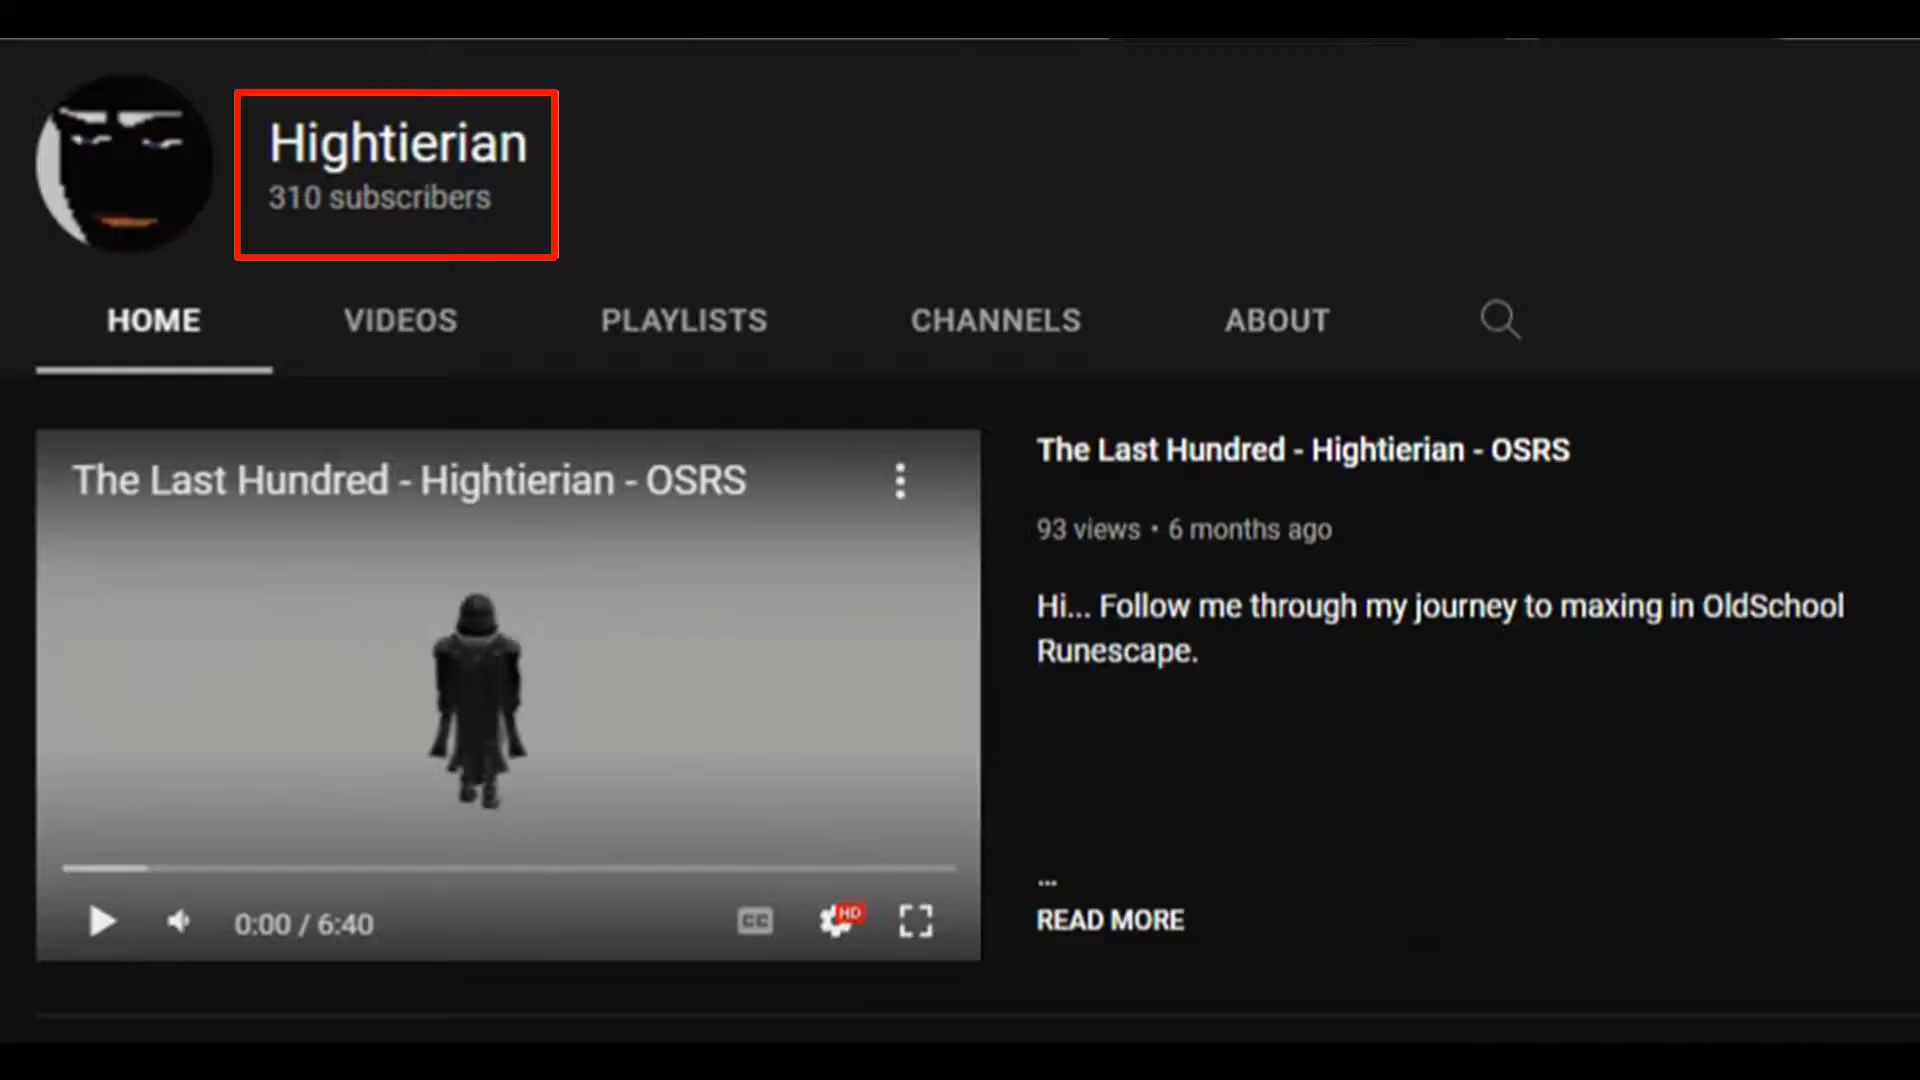 Hightierian
310 subscribers
HOME VIDEOS PLAYLISTS CHANNELS ABOUT
The Last Hundred - Hightierian - OSRS
0:00 / 6:40
CC
HD
The Last Hundred - Hightierian - OSRS
93 views • 6 months ago
Hi... Follow me through my journey to maxing in OldSchool
Runescape.
...
READ MORE